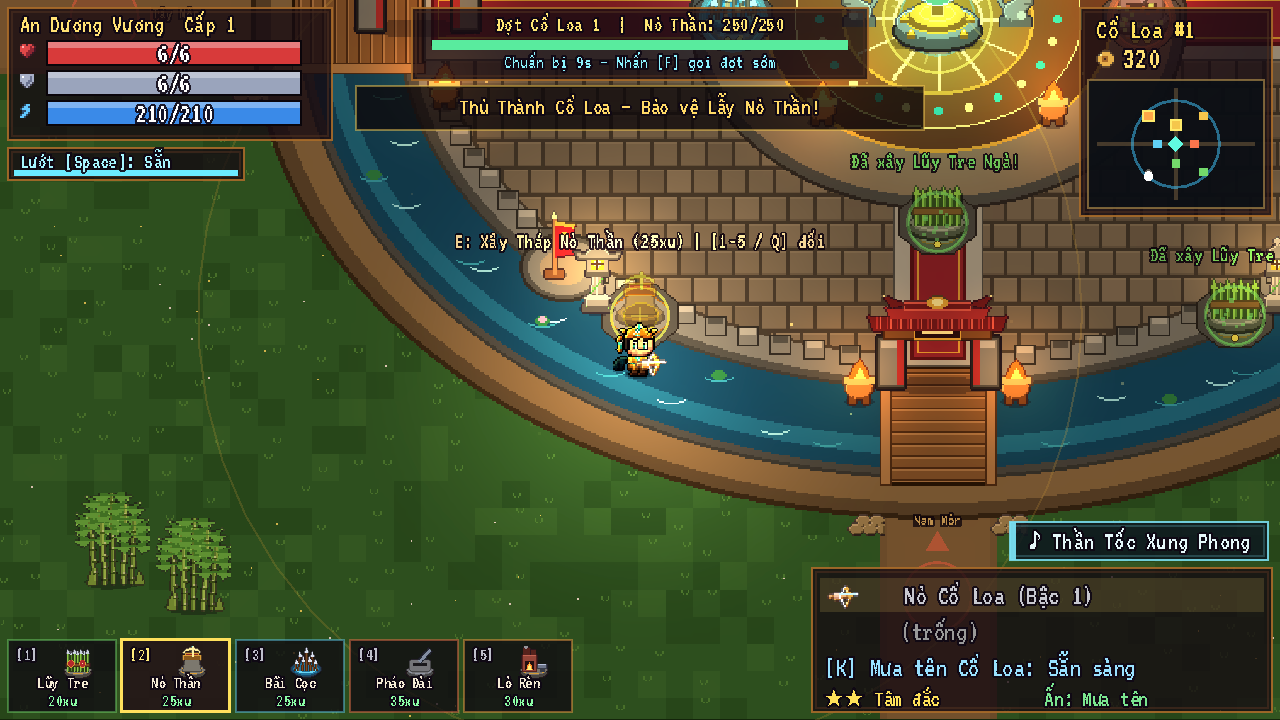 An Dương Vương Cấp 1
6/6
6/6
210/210
Lướt [Space]: Sẵn
Đợt Cổ Loa 1 | Nỏ Thần: 250/250
Chuẩn bị 9s - Nhấn [F] gọi đợt sớm
Thủ Thành Cổ Loa - Bảo vệ Lẫy Nỏ Thần!
Cổ Loa #1
320
Đã xây Lũy Tre Ngà!
E: Xây Tháp Nỏ Thần (25xu) | [1-5 / Q] đổi
Đã xây Lũy Tre
Nam Môn
♪ Thần Tốc Xung Phong
Nỏ Cổ Loa (Bậc 1)
(trống)
[K] Mưa tên Cổ Loa: Sẵn sàng
★★ Tâm đắc Ấn: Mưa tên
[1] Lũy Tre 20xu
[2] Nỏ Thần 25xu
[3] Bãi Cọc 25xu
[4] Pháo Đài 35xu
[5] Lò Rèn 30xu